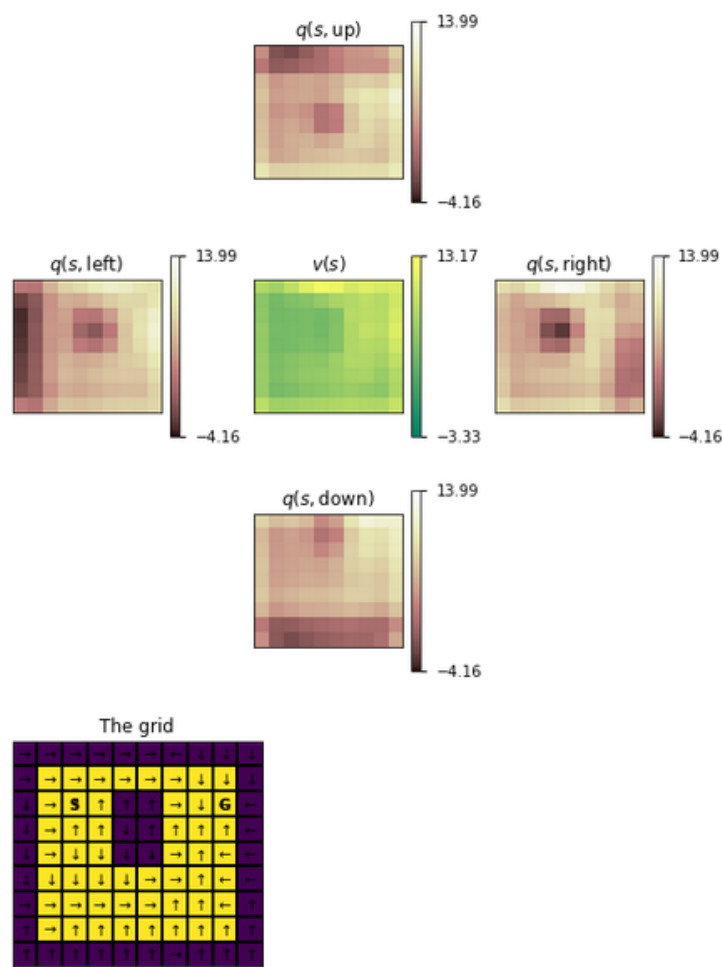 q(s, up)
13.99
−4.16
q(s, left)
13.99
−4.16
v(s)
13.17
−3.33
q(s, right)
13.99
−4.16
q(s, down)
13.99
−4.16
The grid
S
G